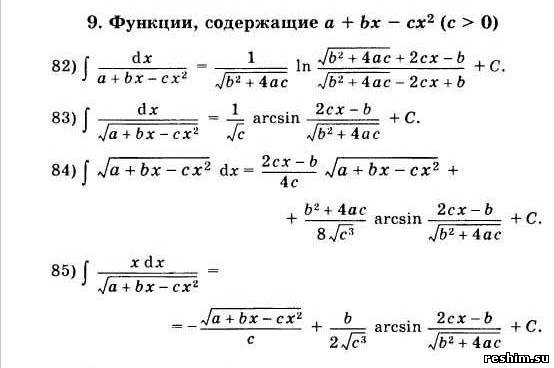 9. Функции, содержащие a + bx − cx² (c > 0)
82) ∫ dx / (a + bx − cx²) = 1 / √(b² + 4ac) ln (√(b² + 4ac) + 2cx − b) / (√(b² + 4ac) − 2cx + b) + C.
83) ∫ dx / √(a + bx − cx²) = 1 / √c arcsin (2cx − b) / √(b² + 4ac) + C.
84) ∫ √(a + bx − cx²) dx = (2cx − b) / 4c √(a + bx − cx²) +
+ (b² + 4ac) / 8√c³ arcsin (2cx − b) / √(b² + 4ac) + C.
85) ∫ x dx / √(a + bx − cx²) =
= − √(a + bx − cx²) / c + b / 2√c³ arcsin (2cx − b) / √(b² + 4ac) + C.
reshim.su